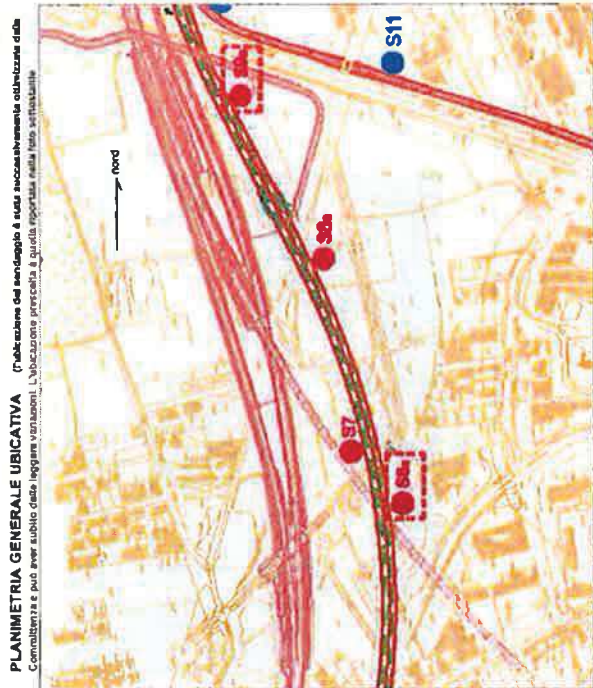 PLANIMETRIA GENERALE UBICATIVA (l'ubicazione del sondaggio è stata successivamente ottimizzata dalla
Committenza e può aver subito delle leggere variazioni. L'ubicazione prescelta è quella riportata nella foto sottostante
nord
S11
S7